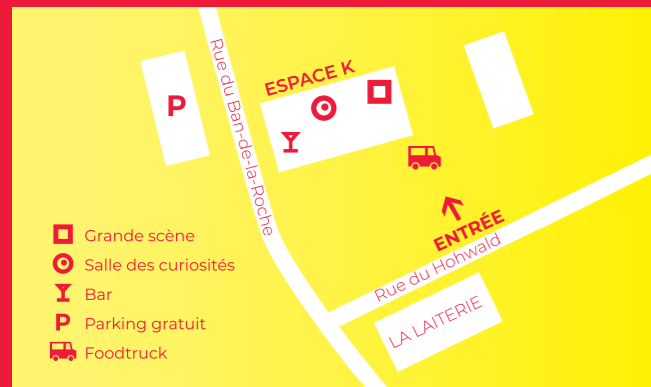 Rue du Ban-de-la-Roche
ESPACE K
P
ENTRÉE
Rue du Hohwald
LA LAITERIE
Grande scène
Salle des curiosités
Bar
P Parking gratuit
Foodtruck